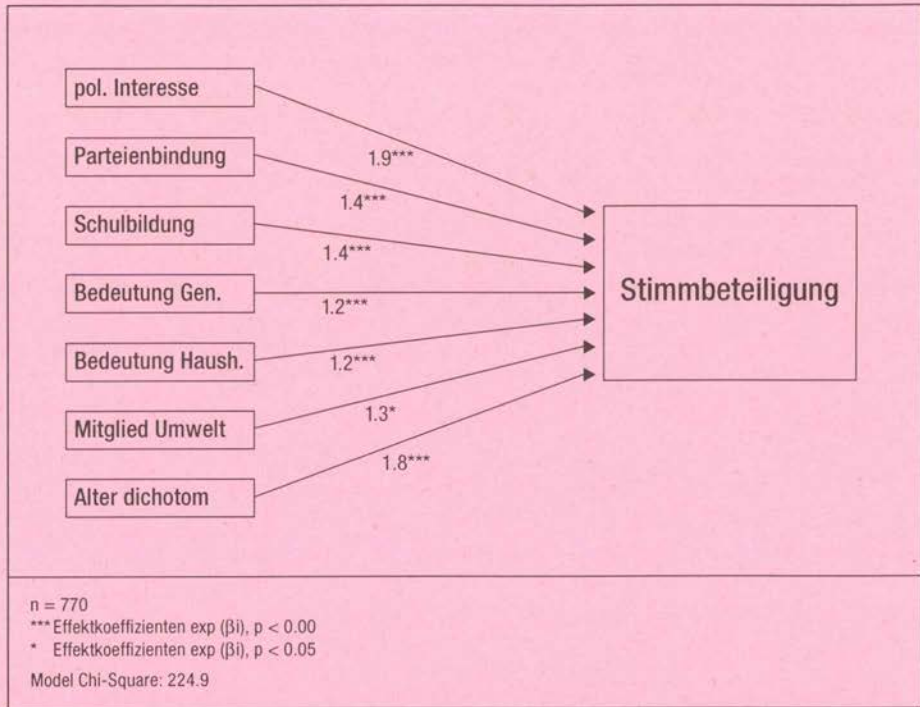 pol. Interesse
1.9***
Parteienbindung
1.4***
Schulbildung
1.4***
Bedeutung Gen.
1.2***
Bedeutung Haush.
1.2***
Mitglied Umwelt
1.3*
Alter dichotom
1.8***
Stimmbeteiligung
n = 770
*** Effektkoeffizienten exp (βi), p < 0.00
* Effektkoeffizienten exp (βi), p < 0.05
Model Chi-Square: 224.9